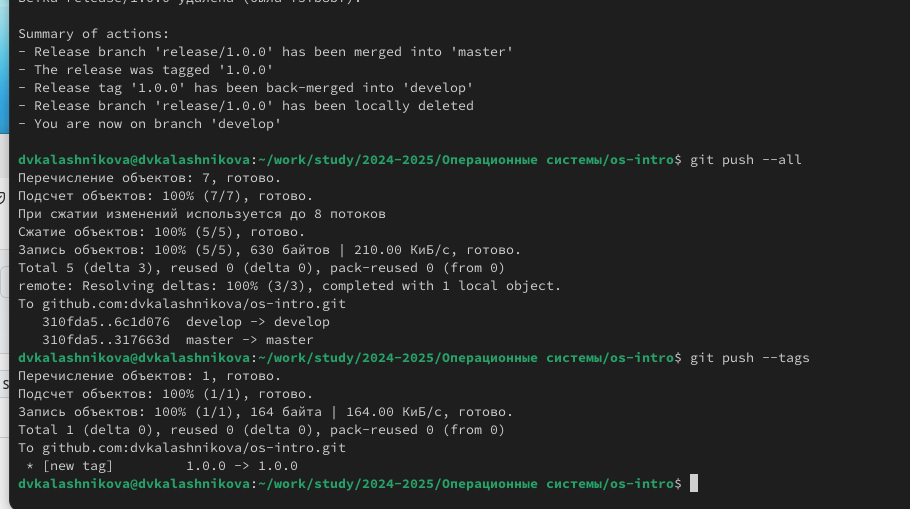 Summary of actions:
- Release branch 'release/1.0.0' has been merged into 'master'
- The release was tagged '1.0.0'
- Release tag '1.0.0' has been back-merged into 'develop'
- Release branch 'release/1.0.0' has been locally deleted
- You are now on branch 'develop'
dvkalashnikova@dvkalashnikova:~/work/study/2024-2025/Операционные системы/os-intro$ git push --all
Перечисление объектов: 7, готово.
Подсчет объектов: 100% (7/7), готово.
При сжатии изменений используется до 8 потоков
Сжатие объектов: 100% (5/5), готово.
Запись объектов: 100% (5/5), 630 байтов | 210.00 КиБ/с, готово.
Total 5 (delta 3), reused 0 (delta 0), pack-reused 0 (from 0)
remote: Resolving deltas: 100% (3/3), completed with 1 local object.
To github.com:dvkalashnikova/os-intro.git
   310fda5..6c1d076  develop -> develop
   310fda5..317663d  master -> master
dvkalashnikova@dvkalashnikova:~/work/study/2024-2025/Операционные системы/os-intro$ git push --tags
Перечисление объектов: 1, готово.
Подсчет объектов: 100% (1/1), готово.
Запись объектов: 100% (1/1), 164 байта | 164.00 КиБ/с, готово.
Total 1 (delta 0), reused 0 (delta 0), pack-reused 0 (from 0)
To github.com:dvkalashnikova/os-intro.git
 * [new tag]         1.0.0 -> 1.0.0
dvkalashnikova@dvkalashnikova:~/work/study/2024-2025/Операционные системы/os-intro$